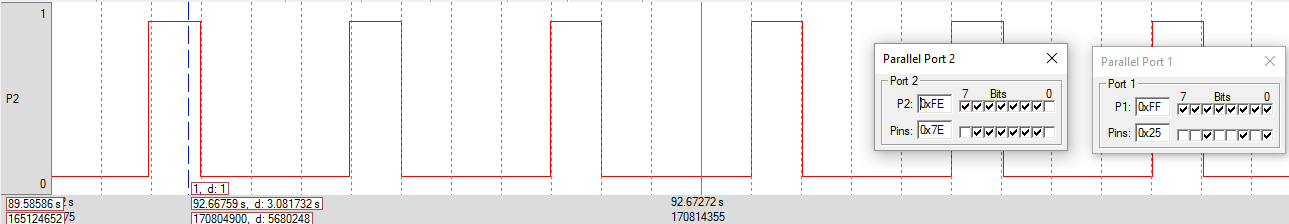 1
P2
0
1, d: 1
89.58586 s
2 s
92.66759 s, d: 3.081732 s
92.67272 s
165124652
75
170804900, d: 5680248
170814355
Parallel Port 2
Port 2
7 Bits 0
P2: 0xFE
Pins: 0x7E
Parallel Port 1
Port 1
7 Bits 0
P1: 0xFF
Pins: 0x25